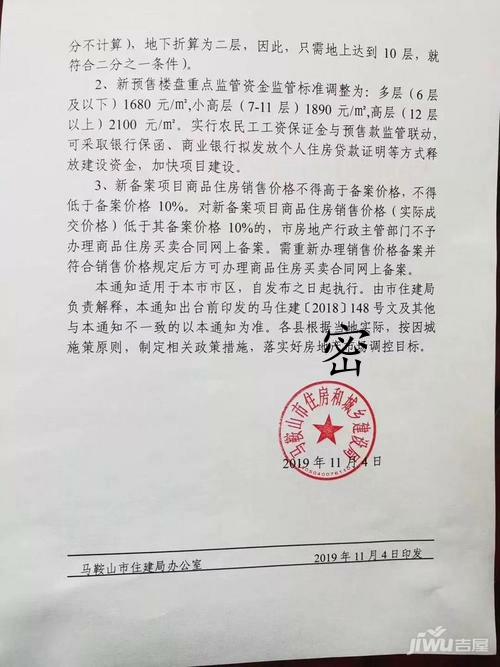 分不计算），地下折算为二层，因此，只需地上达到 10 层，就
符合二分之一条件）。
2、新预售楼盘重点监管资金监管标准调整为：多层（6 层
及以下）1680 元/㎡,小高层（7-11 层）1890 元/㎡,高层（12 层
以上）2100 元/㎡。实行农民工工资保证金与预售款监管联动，
可采取银行保函、商业银行拟发放个人住房贷款证明等方式释
放建设资金，加快项目建设。
3、新备案项目商品住房销售价格不得高于备案价格，不得
低于备案价格 10%。对新备案项目商品住房销售价格（实际成
交价格）低于其备案价格 10%的，市房地产行政主管部门不予
办理商品住房买卖合同网上备案。需重新办理销售价格备案并
符合销售价格规定后方可办理商品住房买卖合同网上备案。
本通知适用于本市市区，自发布之日起执行。由市住建局
负责解释，本通知出台前印发的马住建〔2018〕148 号文及其他
与本通知不一致的以本通知为准。各县根据当地实际，按因城
施策原则，制定相关政策措施，落实好房地 市场调控目标。
密
马鞍山市住房和城乡建设局
2019 年 11 月 4 日
马鞍山市住建局办公室 2019 年 11 月 4 日印发
JIWU吉屋